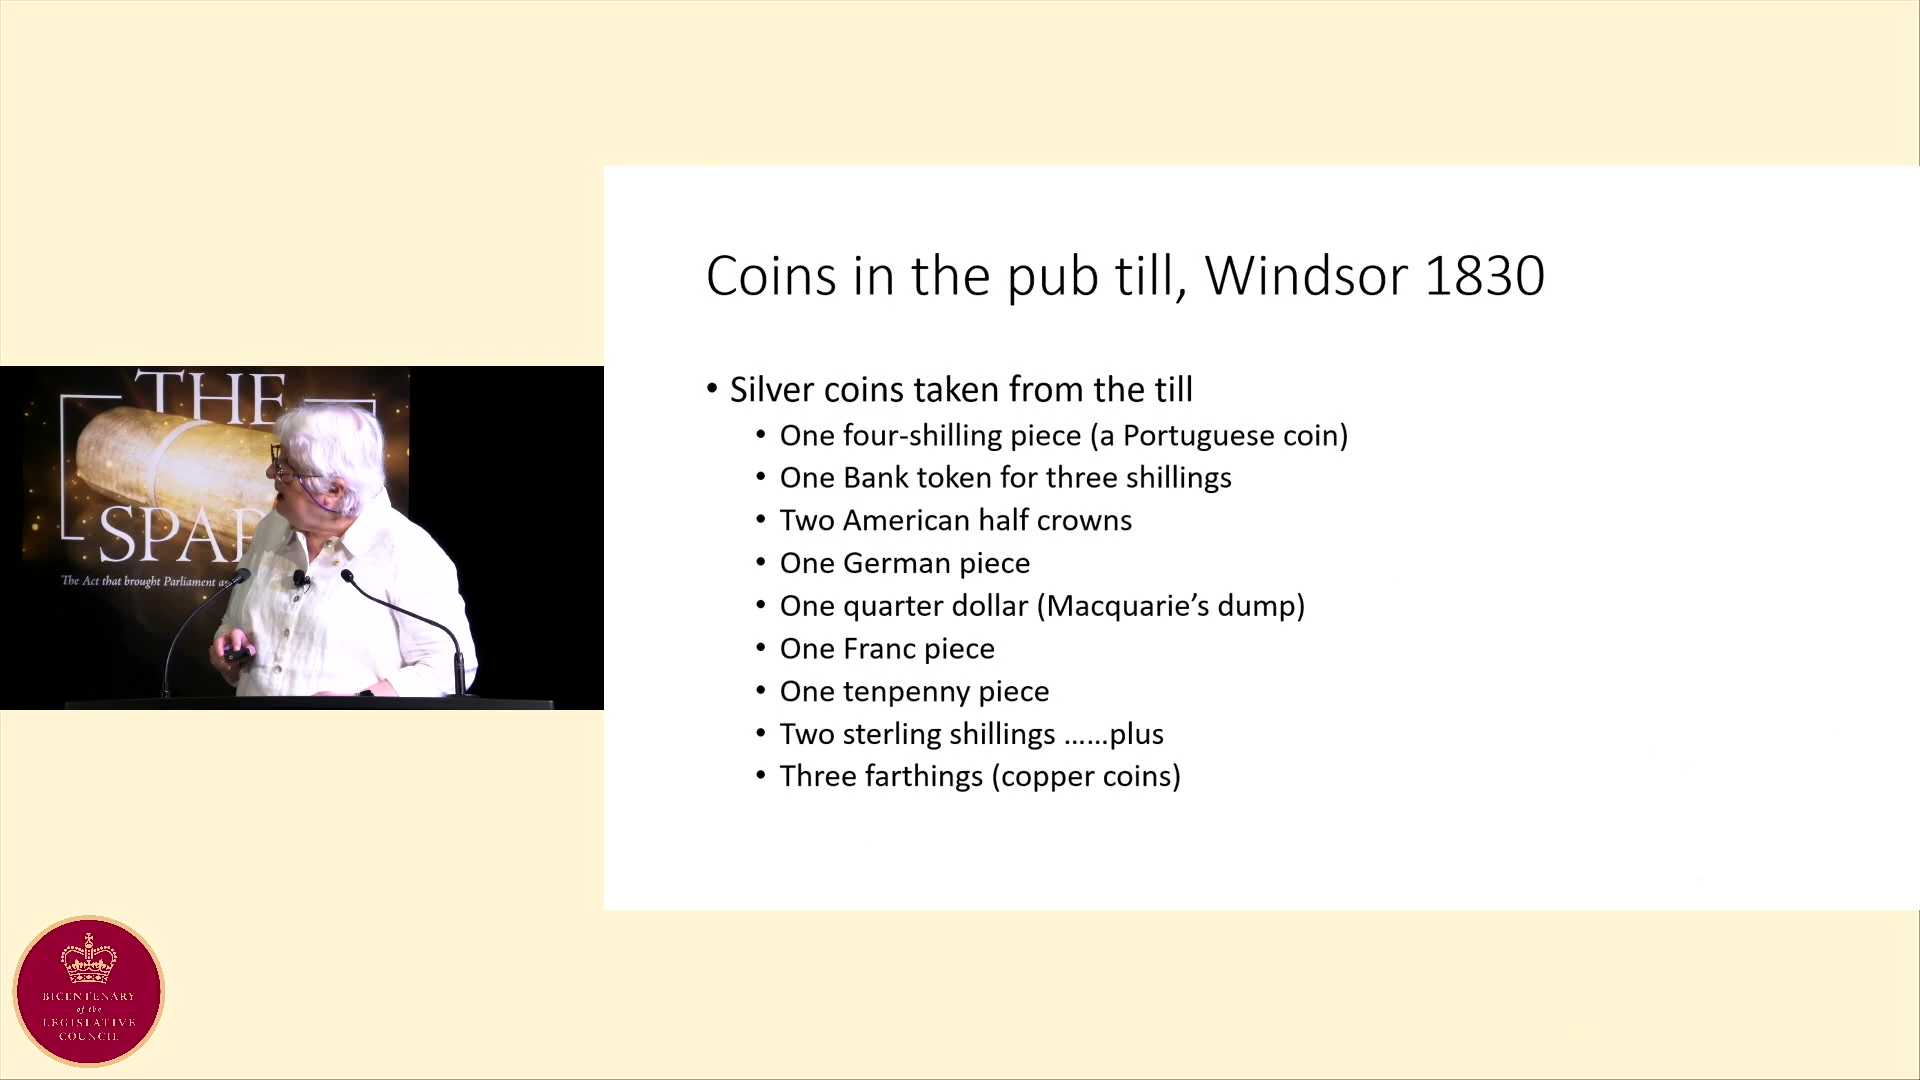 Coins in the pub till, Windsor 1830
• Silver coins taken from the till
• One four-shilling piece (a Portuguese coin)
• One Bank token for three shillings
• Two American half crowns
• One German piece
• One quarter dollar (Macquarie’s dump)
• One Franc piece
• One tenpenny piece
• Two sterling shillings ……plus
• Three farthings (copper coins)
THE
SPAR
The Act that brought Parliament
BICENTENARY
of the
LEGISLATIVE
COUNCIL